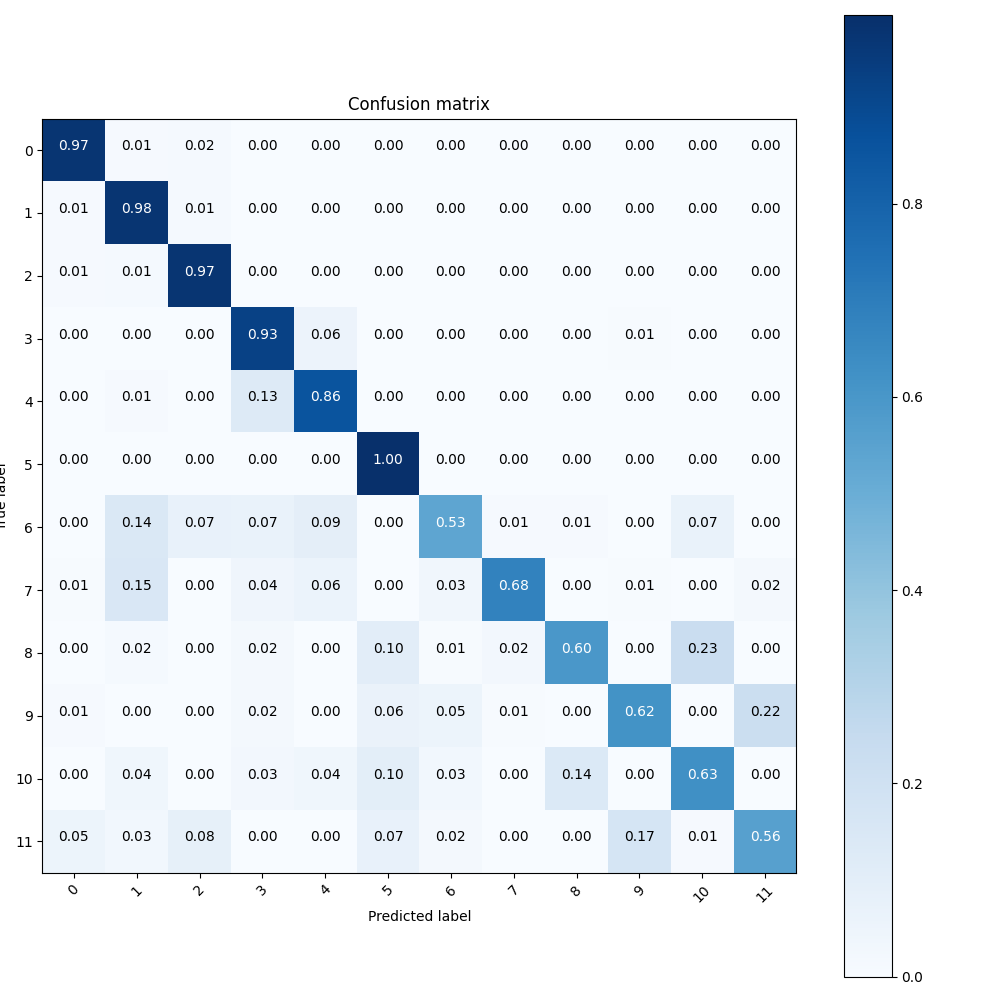 Confusion matrix
0 0.97 0.01 0.02 0.00 0.00 0.00 0.00 0.00 0.00 0.00 0.00 0.00
1 0.01 0.98 0.01 0.00 0.00 0.00 0.00 0.00 0.00 0.00 0.00 0.00
0.8
2 0.01 0.01 0.97 0.00 0.00 0.00 0.00 0.00 0.00 0.00 0.00 0.00
3 0.00 0.00 0.00 0.93 0.06 0.00 0.00 0.00 0.00 0.01 0.00 0.00
4 0.00 0.01 0.00 0.13 0.86 0.00 0.00 0.00 0.00 0.00 0.00 0.00
0.6
5 0.00 0.00 0.00 0.00 0.00 1.00 0.00 0.00 0.00 0.00 0.00 0.00
True label
6 0.00 0.14 0.07 0.07 0.09 0.00 0.53 0.01 0.01 0.00 0.07 0.00
7 0.01 0.15 0.00 0.04 0.06 0.00 0.03 0.68 0.00 0.01 0.00 0.02
0.4
8 0.00 0.02 0.00 0.02 0.00 0.10 0.01 0.02 0.60 0.00 0.23 0.00
9 0.01 0.00 0.00 0.02 0.00 0.06 0.05 0.01 0.00 0.62 0.00 0.22
10 0.00 0.04 0.00 0.03 0.04 0.10 0.03 0.00 0.14 0.00 0.63 0.00
0.2
11 0.05 0.03 0.08 0.00 0.00 0.07 0.02 0.00 0.00 0.17 0.01 0.56
0 1 2 3 4 5 6 7 8 9 10 11
Predicted label
0.0